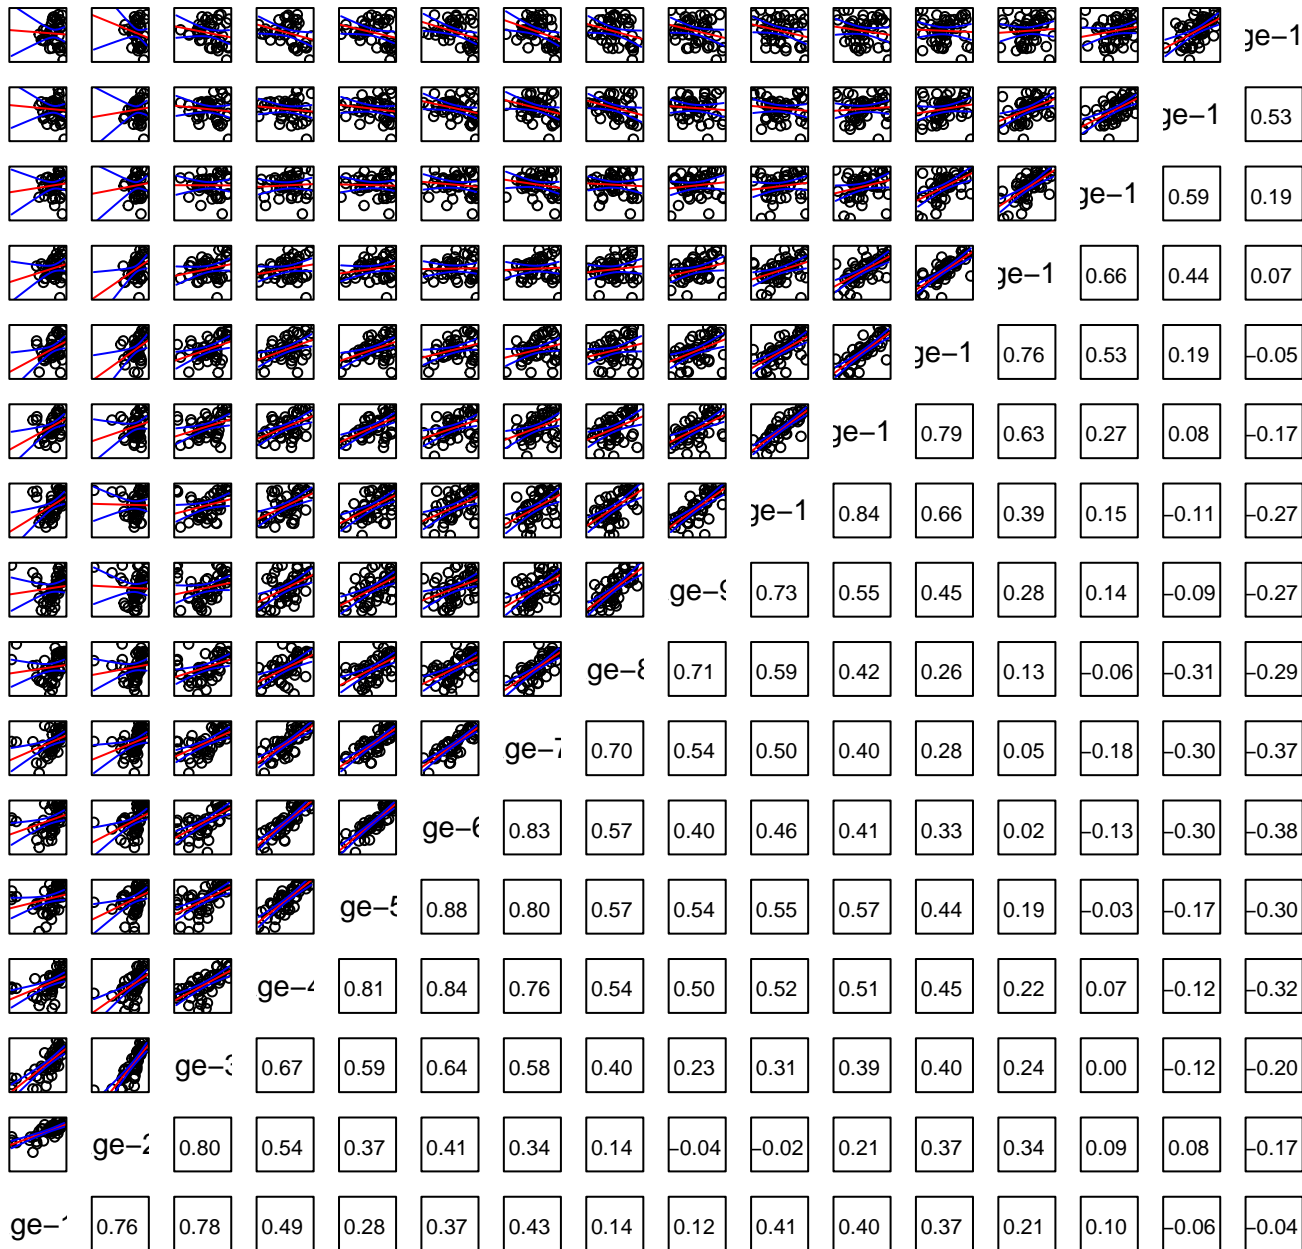 ge−1
ge−1 0.53
ge−1 0.59 0.19
ge−1 0.66 0.44 0.07
ge−1 0.76 0.53 0.19 −0.05
ge−1 0.79 0.63 0.27 0.08 −0.17
ge−1 0.84 0.66 0.39 0.15 −0.11 −0.27
ge−9 0.73 0.55 0.45 0.28 0.14 −0.09 −0.27
ge−8 0.71 0.59 0.42 0.26 0.13 −0.06 −0.31 −0.29
ge−7 0.70 0.54 0.50 0.40 0.28 0.05 −0.18 −0.30 −0.37
ge−6 0.83 0.57 0.40 0.46 0.41 0.33 0.02 −0.13 −0.30 −0.38
ge−5 0.88 0.80 0.57 0.54 0.55 0.57 0.44 0.19 −0.03 −0.17 −0.30
ge−4 0.81 0.84 0.76 0.54 0.50 0.52 0.51 0.45 0.22 0.07 −0.12 −0.32
ge−3 0.67 0.59 0.64 0.58 0.40 0.23 0.31 0.39 0.40 0.24 0.00 −0.12 −0.20
ge−2 0.80 0.54 0.37 0.41 0.34 0.14 −0.04 −0.02 0.21 0.37 0.34 0.09 0.08 −0.17
ge−1 0.76 0.78 0.49 0.28 0.37 0.43 0.14 0.12 0.41 0.40 0.37 0.21 0.10 −0.06 −0.04